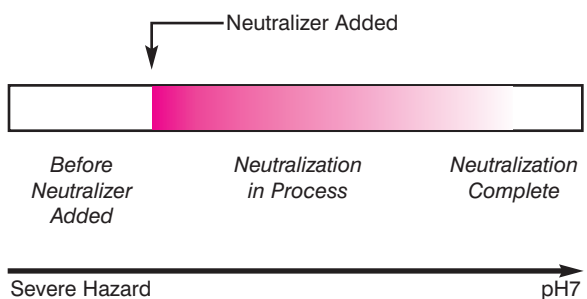 Neutralizer Added
Before
Neutralizer
Added
Neutralization
in Process
Neutralization
Complete
Severe Hazard
pH7